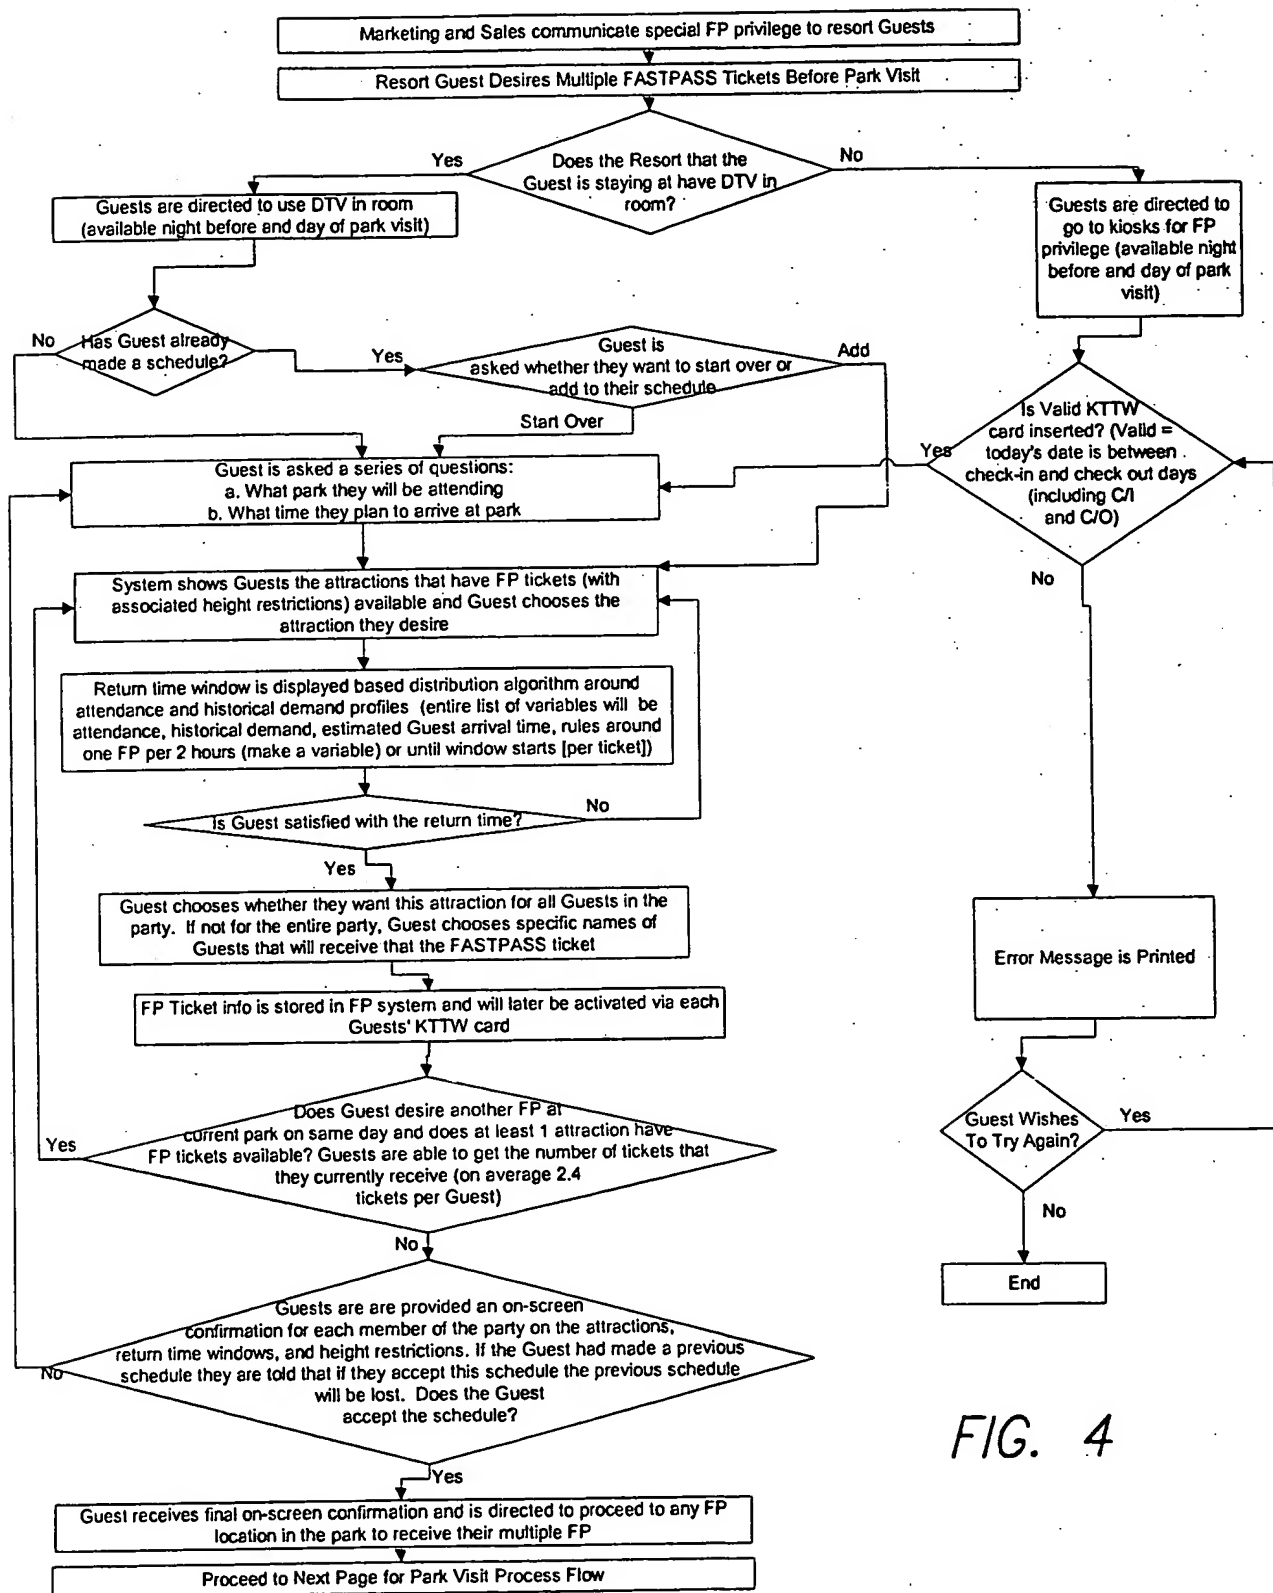 Marketing and Sales communicate special FP privilege to resort Guests
Resort Guest Desires Multiple FASTPASS Tickets Before Park Visit
Does the Resort that the
Guest is staying at have DTV in
room?
Yes
No
Guests are directed to use DTV in room
(available night before and day of park visit)
Guests are directed to
go to kiosks for FP
privilege (available night
before and day of park
visit)
No
Has Guest already
made a schedule?
Yes
Guest is
asked whether they want to start over or
add to their schedule
Add
Start Over
Is Valid KTTW
card inserted? (Valid =
today's date is between
check-in and check out days
(including C/I
and C/O)
Yes
No
Guest is asked a series of questions:
a. What park they will be attending
b. What time they plan to arrive at park
System shows Guests the attractions that have FP tickets (with
associated height restrictions) available and Guest chooses the
attraction they desire
Return time window is displayed based distribution algorithm around
attendance and historical demand profiles (entire list of variables will be
attendance, historical demand, estimated Guest arrival time, rules around
one FP per 2 hours (make a variable) or until window starts [per ticket])
Is Guest satisfied with the return time?
No
Yes
Guest chooses whether they want this attraction for all Guests in the
party. If not for the entire party, Guest chooses specific names of
Guests that will receive that the FASTPASS ticket
Error Message is Printed
FP Ticket info is stored in FP system and will later be activated via each
Guests' KTTW card
Does Guest desire another FP at
current park on same day and does at least 1 attraction have
FP tickets available? Guests are able to get the number of tickets that
they currently receive (on average 2.4
tickets per Guest)
Yes
No
Guest Wishes
To Try Again?
Yes
No
End
Guests are are provided an on-screen
confirmation for each member of the party on the attractions,
return time windows, and height restrictions. If the Guest had made a previous
schedule they are told that if they accept this schedule the previous schedule
will be lost. Does the Guest
accept the schedule?
No
Yes
FIG. 4
Guest receives final on-screen confirmation and is directed to proceed to any FP
location in the park to receive their multiple FP
Proceed to Next Page for Park Visit Process Flow